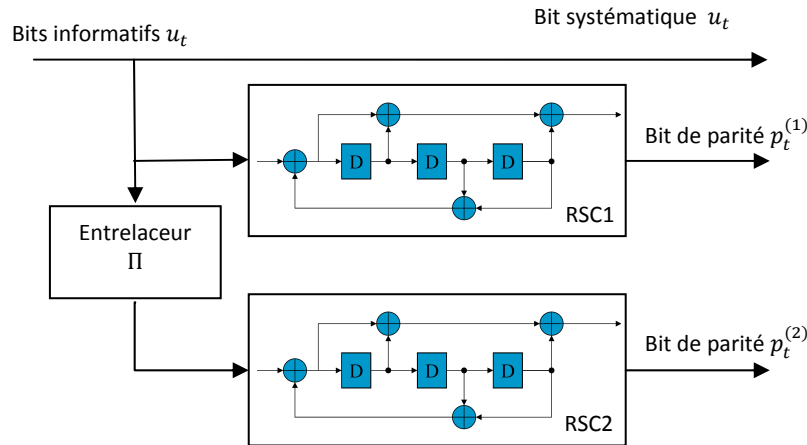 Bits informatifs u_t
Bit systématique u_t
D
D
D
RSC1
Bit de parité p_t^{(1)}
Entrelaceur
Π
D
D
D
RSC2
Bit de parité p_t^{(2)}